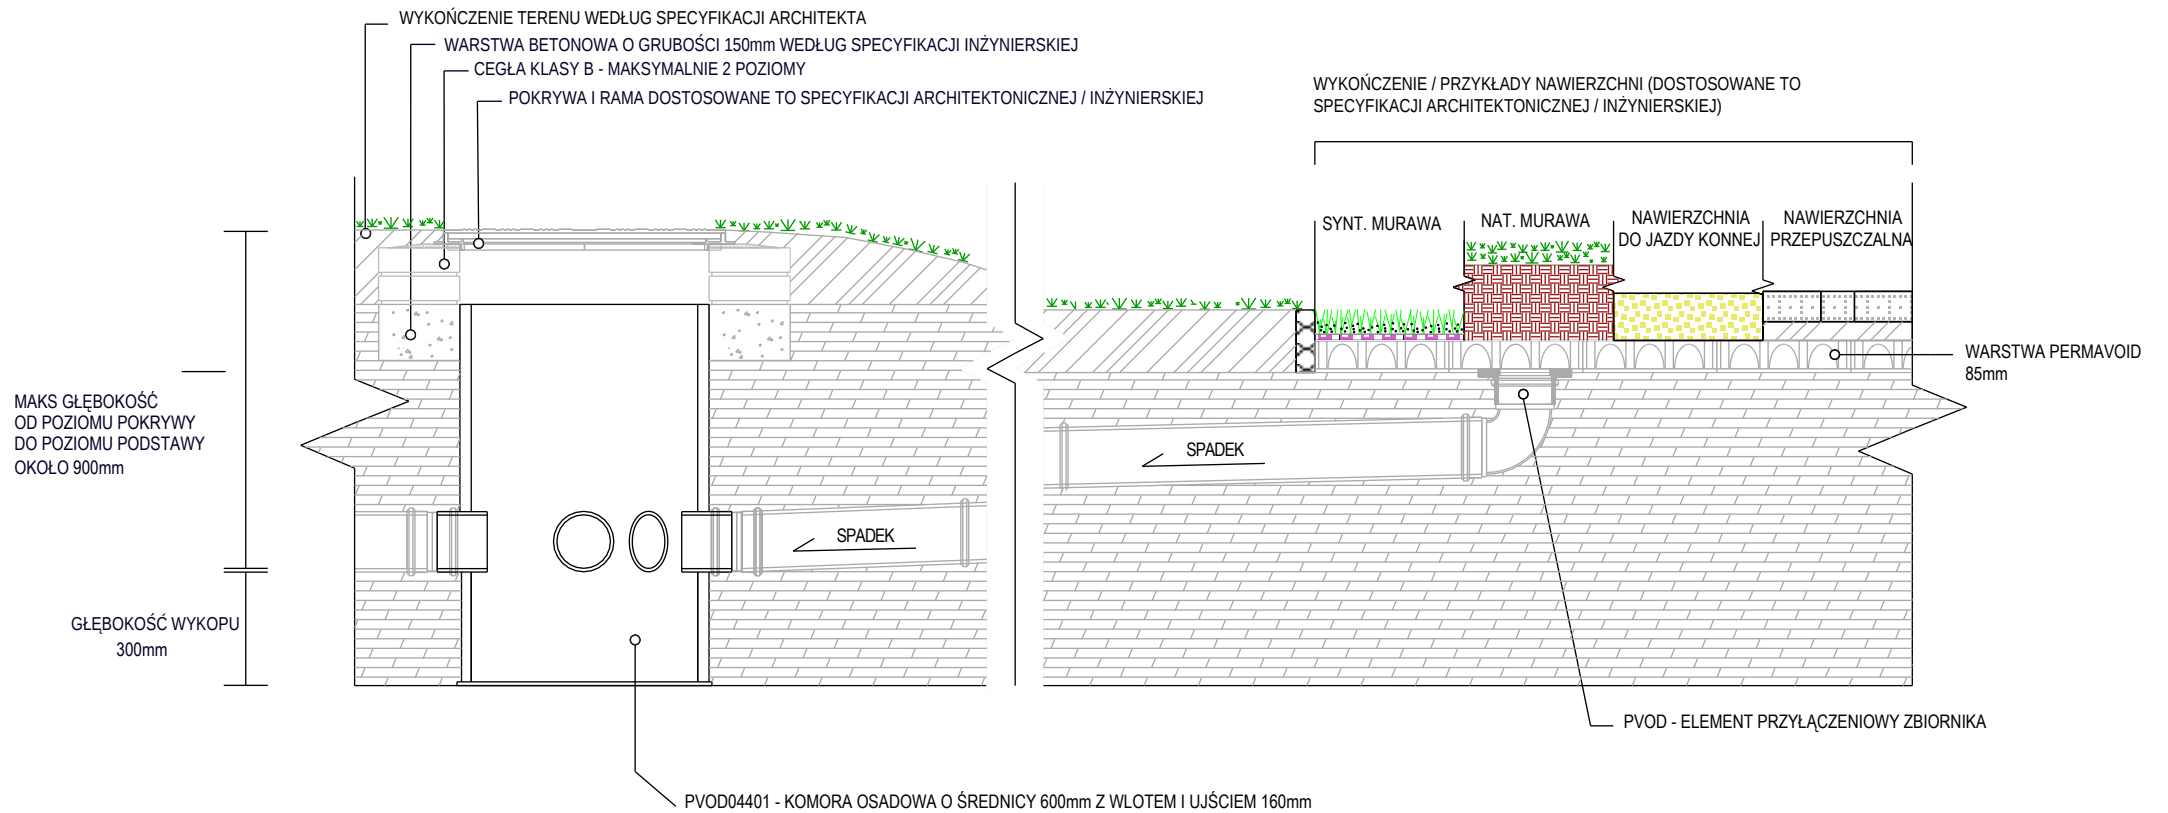 WYKOŃCZENIE TERENU WEDŁUG SPECYFIKACJI ARCHITEKTA
WARSTWA BETONOWA O GRUBOŚCI 150mm WEDŁUG SPECYFIKACJI INŻYNIERSKIEJ
CEGŁA KLASY B - MAKSYMALNIE 2 POZIOMY
POKRYWA I RAMA DOSTOSOWANE TO SPECYFIKACJI ARCHITEKTONICZNEJ / INŻYNIERSKIEJ
WYKOŃCZENIE / PRZYKŁADY NAWIERZCHNI (DOSTOSOWANE TO
SPECYFIKACJI ARCHITEKTONICZNEJ / INŻYNIERSKIEJ)
SYNT. MURAWA
NAT. MURAWA
NAWIERZCHNIA
DO JAZDY KONNEJ
NAWIERZCHNIA
PRZEPUSZCZALNA
WARSTWA PERMAVOID
85mm
MAKS GŁĘBOKOŚĆ
OD POZIOMU POKRYWY
DO POZIOMU PODSTAWY
OKOŁO 900mm
SPADEK
SPADEK
GŁĘBOKOŚĆ WYKOPU
300mm
PVOD - ELEMENT PRZYŁĄCZENIOWY ZBIORNIKA
PVOD04401 - KOMORA OSADOWA O ŚREDNICY 600mm Z WLOTEM I UJŚCIEM 160mm